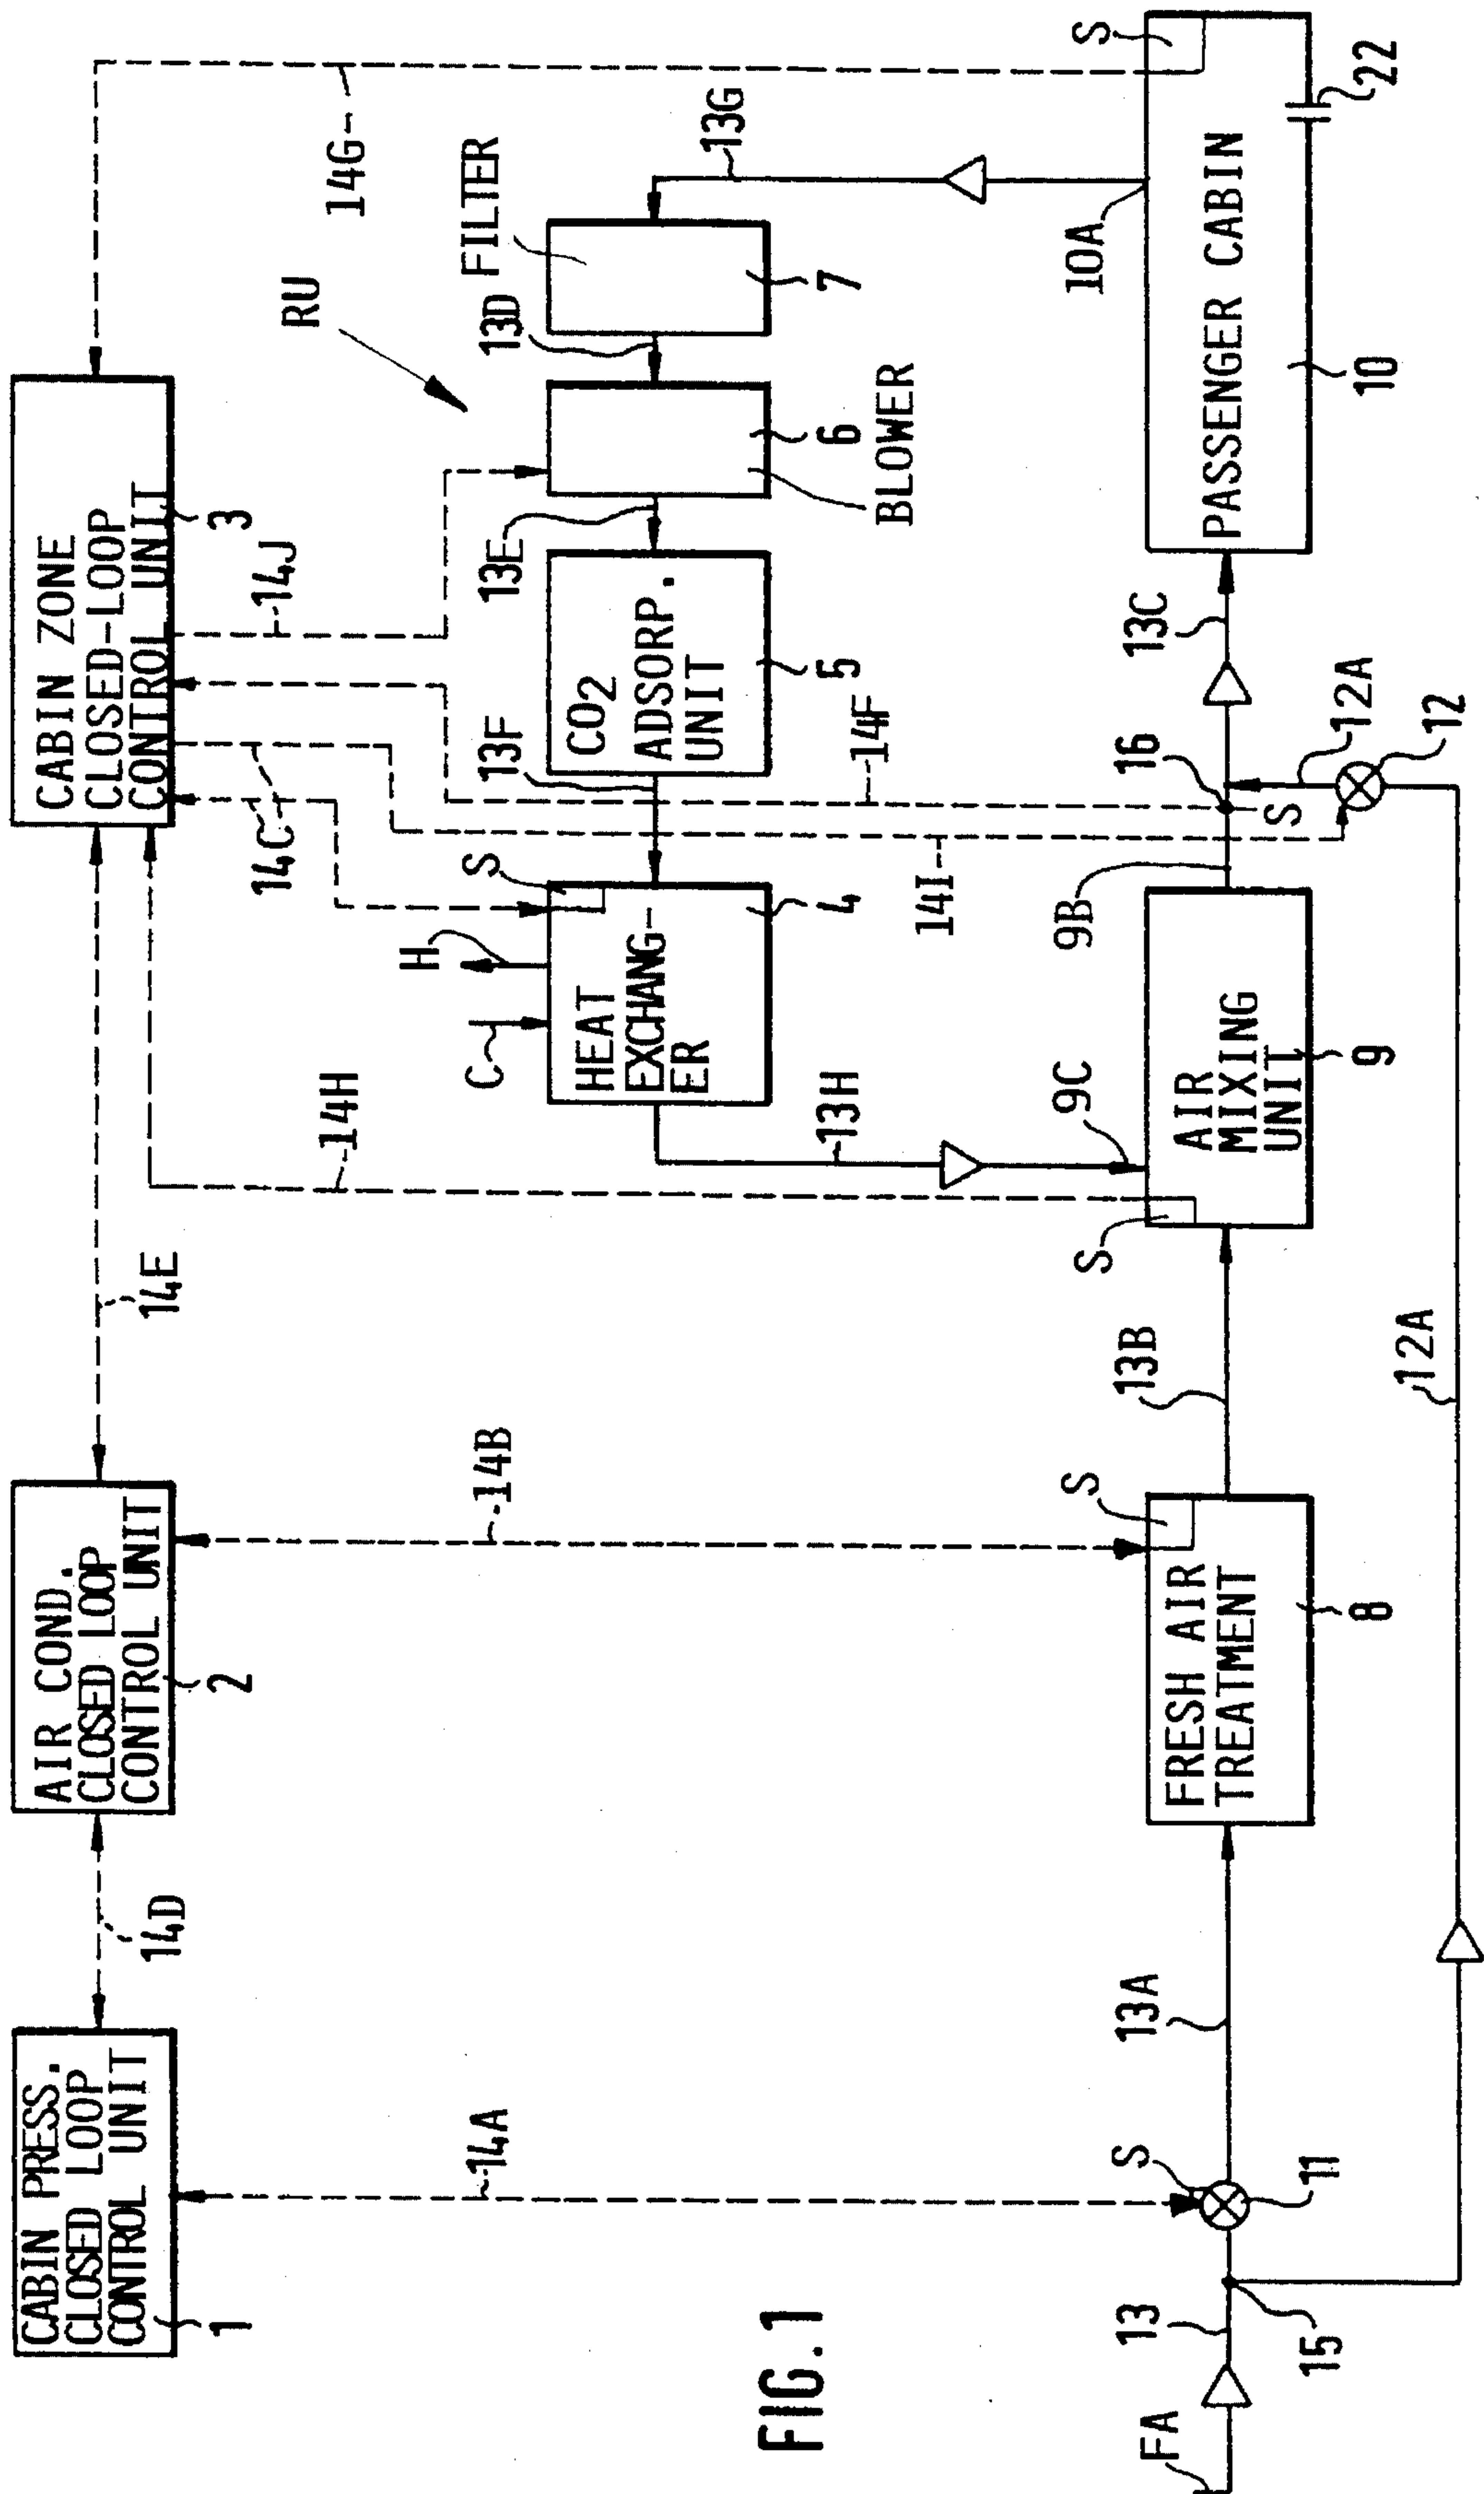 CABIN PRESS.
CLOSED LOOP
CONTROL UNIT
1
14D
AIR COND.
CLOSED LOOP
CONTROL UNIT
2
14E
CABIN ZONE
CLOSED-LOOP
CONTROL UNIT
3
14A
14B
14H
14C
14J
14G
RU
C
H
S
HEAT
EXCHANG-
ER
4
13F
CO2
ADSORP.
UNIT
5
13E
BLOWER
6
13D
FILTER
7
13G
13H
14I
14F
FIG. 1
FA
13
15
S
11
13A
FRESH AIR
TREATMENT
8
S
13B
S
9C
AIR
MIXING
UNIT
9
9B
16
S
13C
12A
12
12A
10A
PASSENGER CABIN
10
S
22